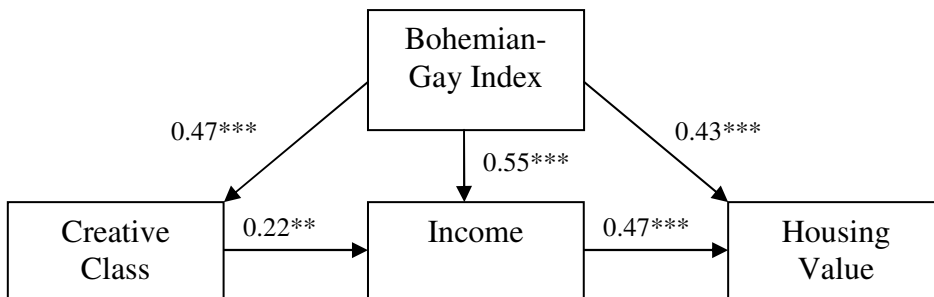 Bohemian-
Gay Index
0.47***
0.43***
0.55***
Creative
Class
0.22**
Income
0.47***
Housing
Value